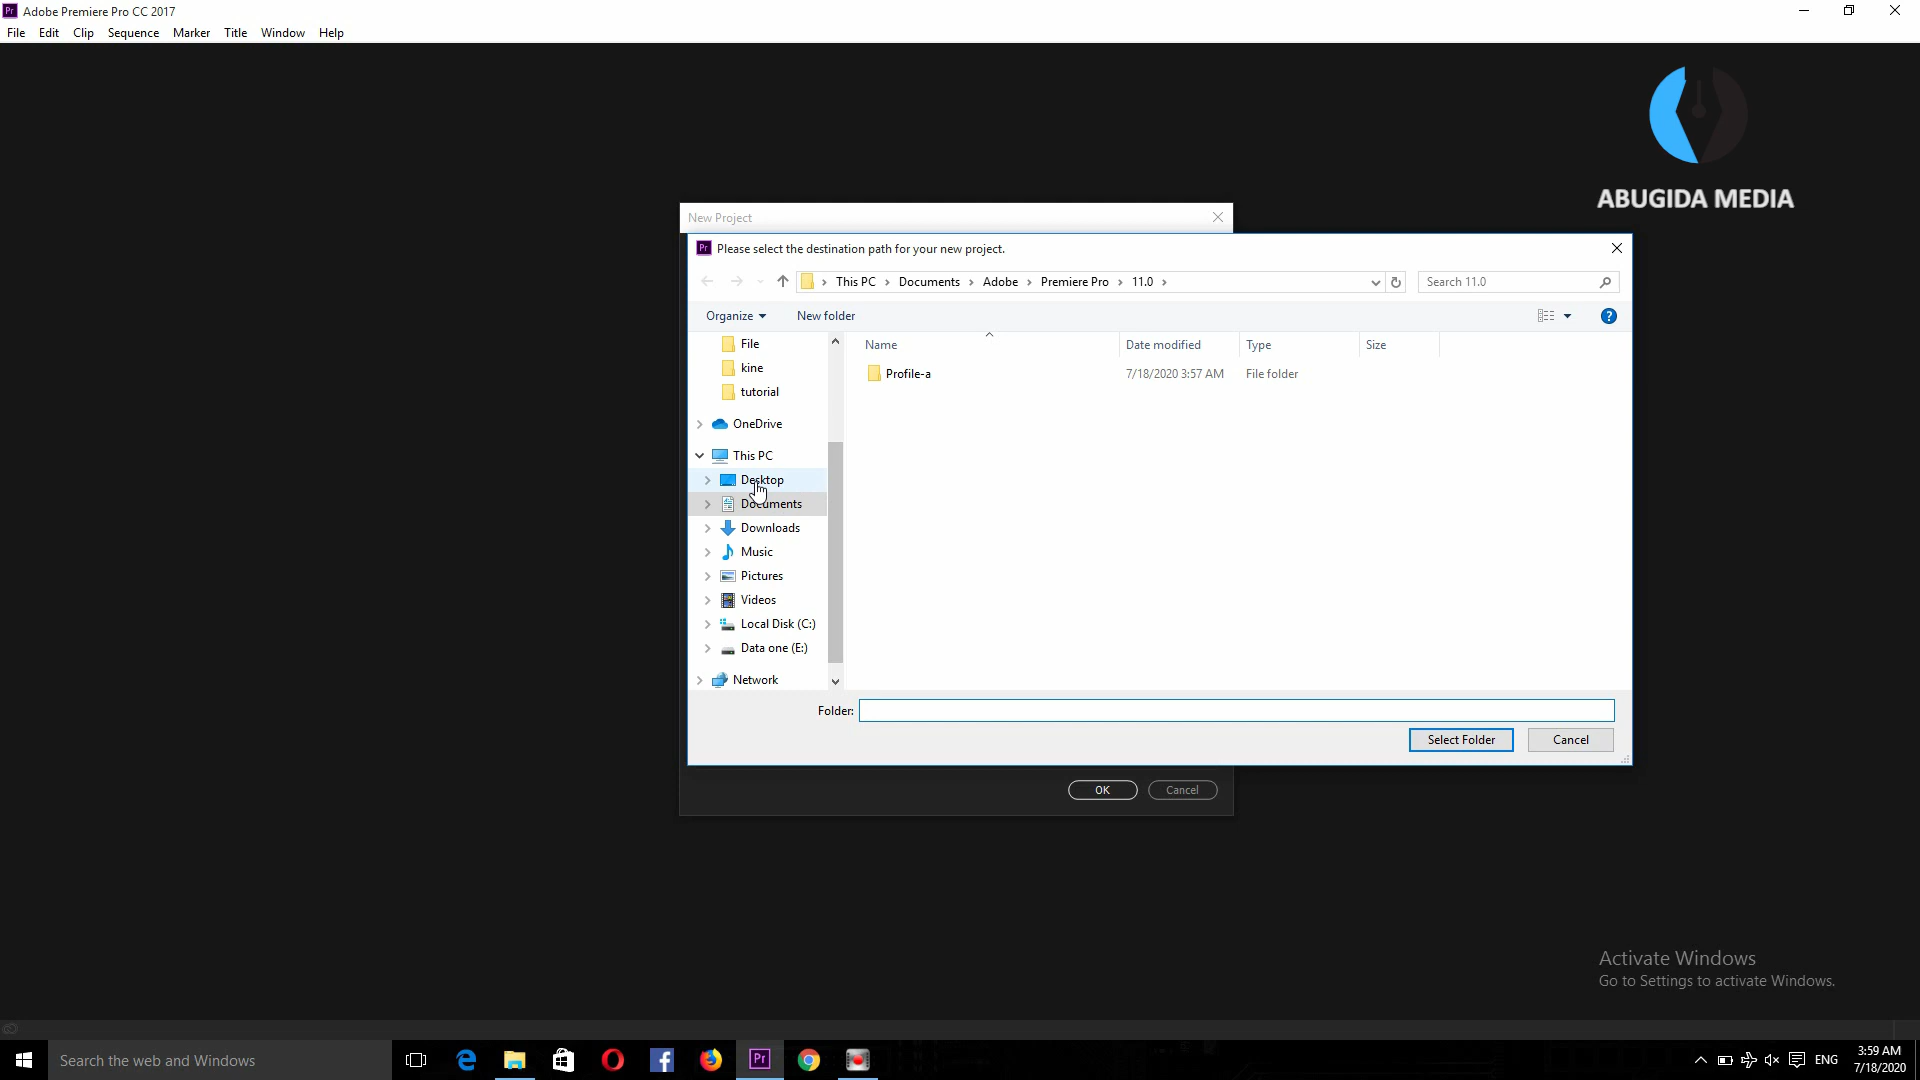 Pr Adobe Premiere Pro CC 2017
File Edit Clip Sequence Marker Title Window Help
ABUGIDA MEDIA
New Project
Pr Please select the destination path for your new project.
This PC Documents Adobe Premiere Pro 11.0
Search 11.0
Organize New folder
File
kine
tutorial
OneDrive
This PC
Desktop
Documents
Downloads
Music
Pictures
Videos
Local Disk (C:)
Data one (E:)
Network
Name Date modified Type Size
Profile-a 7/18/2020 3:57 AM File folder
Folder:
Select Folder Cancel
OK Cancel
Activate Windows
Go to Settings to activate Windows.
Search the web and Windows
Pr
ENG
3:59 AM
7/18/2020